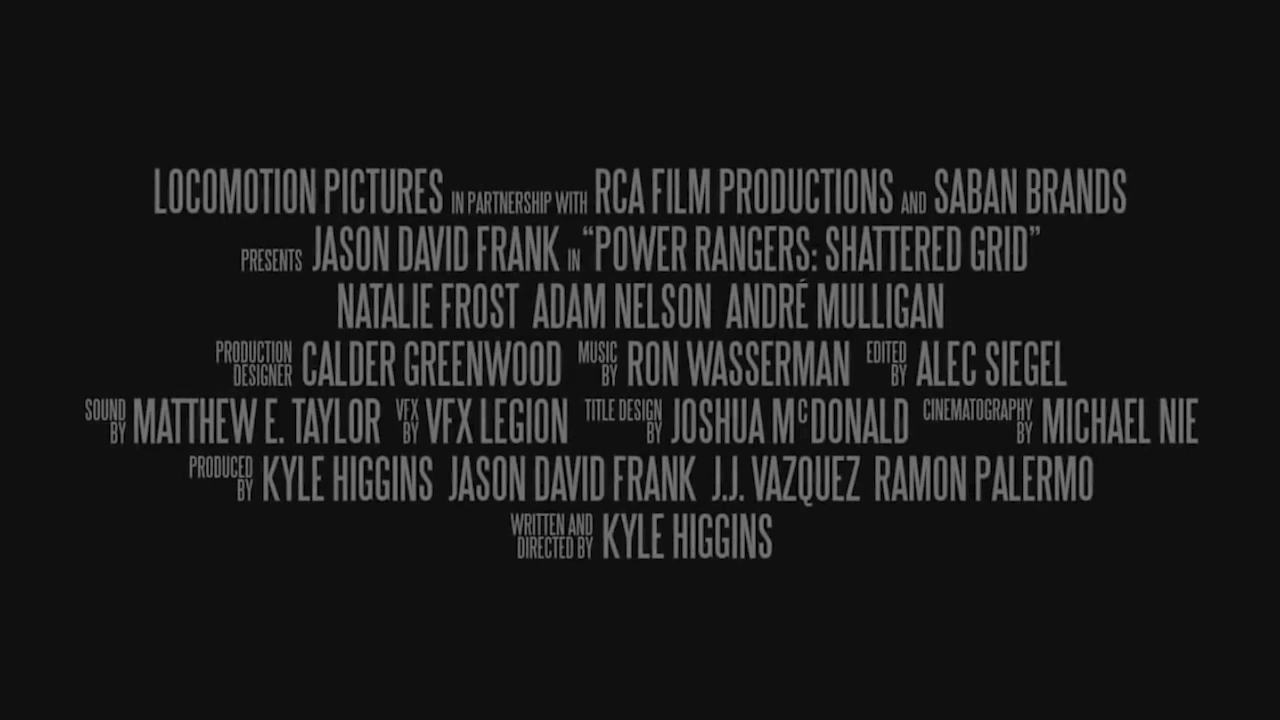 LOCOMOTION PICTURES IN PARTNERSHIP WITH RCA FILM PRODUCTIONS AND SABAN BRANDS
PRESENTS JASON DAVID FRANK IN “POWER RANGERS: SHATTERED GRID”
NATALIE FROST ADAM NELSON ANDRÉ MULLIGAN
PRODUCTION DESIGNER CALDER GREENWOOD MUSIC BY RON WASSERMAN EDITED BY ALEC SIEGEL
SOUND BY MATTHEW E. TAYLOR VFX BY VFX LEGION TITLE DESIGN BY JOSHUA McDONALD CINEMATOGRAPHY BY MICHAEL NIE
PRODUCED BY KYLE HIGGINS JASON DAVID FRANK J.J. VAZQUEZ RAMON PALERMO
WRITTEN AND DIRECTED BY KYLE HIGGINS